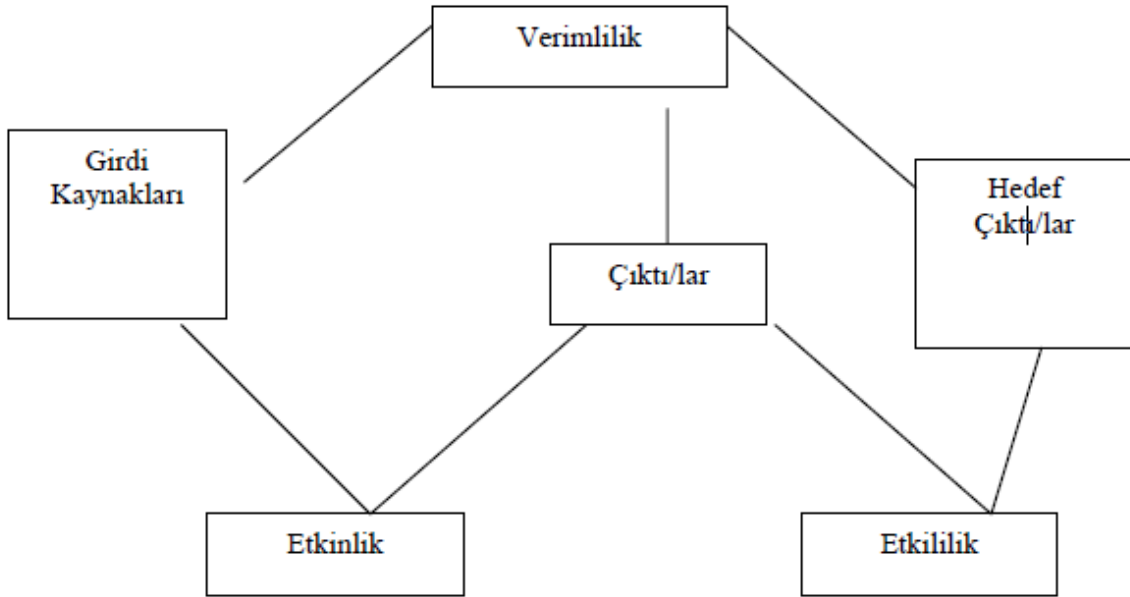 Verimlilik
Girdi
Kaynakları
Hedef
Çıktı/lar
Çıktı/lar
Etkinlik
Etkililik